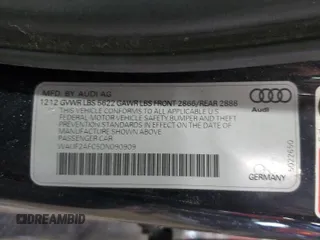 MFD. BY AUDI AG
1212 GVWR LBS 5622 GAWR LBS FRONT 2866/REAR 2888
THIS VEHICLE CONFORMS TO ALL APPLICABLE U.S.
FEDERAL MOTOR VEHICLE SAFETY BUMPER AND THEFT
PREVENTION STANDARDS IN EFFECT ON THE DATE OF
MANUFACTURE SHOWN ABOVE.
PASSENGER CAR
WAUF2AFC5DN090909
Audi
GERMANY
DREAMBID